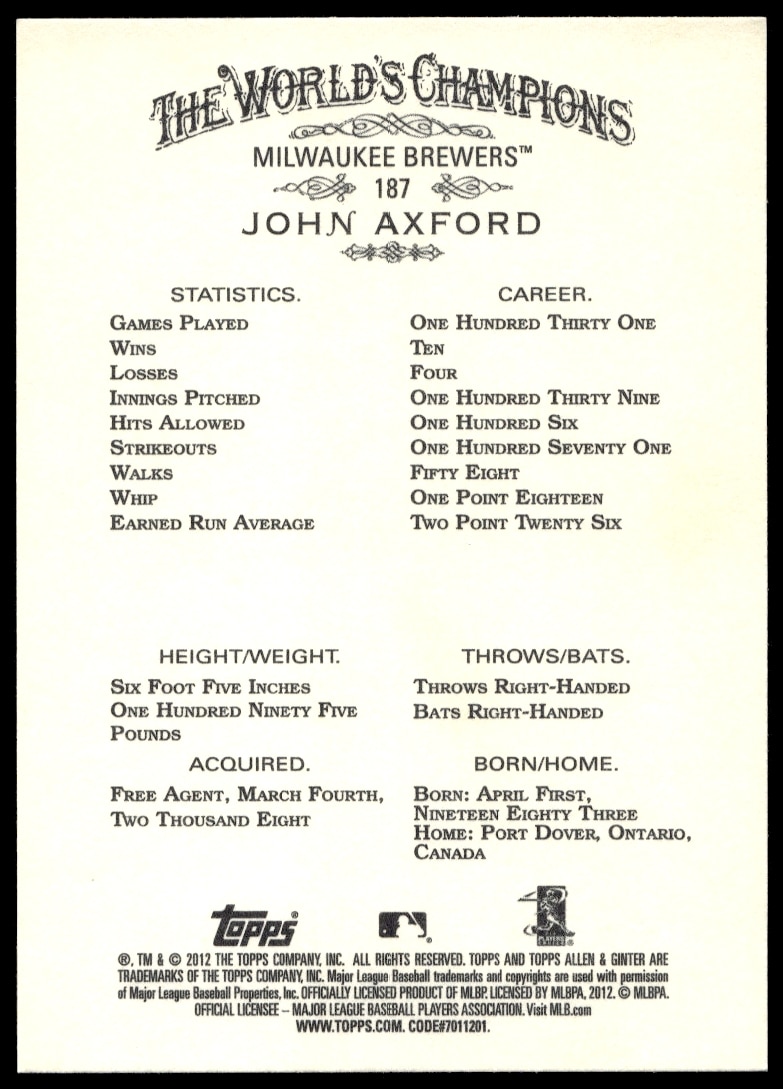 THE WORLD'S CHAMPIONS
MILWAUKEE BREWERS™
187
JOHN AXFORD
STATISTICS. CAREER.
GAMES PLAYED ONE HUNDRED THIRTY ONE
WINS TEN
LOSSES FOUR
INNINGS PITCHED ONE HUNDRED THIRTY NINE
HITS ALLOWED ONE HUNDRED SIX
STRIKEOUTS ONE HUNDRED SEVENTY ONE
WALKS FIFTY EIGHT
WHIP ONE POINT EIGHTEEN
EARNED RUN AVERAGE TWO POINT TWENTY SIX
HEIGHT/WEIGHT.
SIX FOOT FIVE INCHES
ONE HUNDRED NINETY FIVE
POUNDS
THROWS/BATS.
THROWS RIGHT-HANDED
BATS RIGHT-HANDED
ACQUIRED.
FREE AGENT, MARCH FOURTH,
TWO THOUSAND EIGHT
BORN/HOME.
BORN: APRIL FIRST,
NINETEEN EIGHTY THREE
HOME: PORT DOVER, ONTARIO,
CANADA
topps®
®, TM & © 2012 THE TOPPS COMPANY, INC. ALL RIGHTS RESERVED. TOPPS AND TOPPS ALLEN & GINTER ARE
TRADEMARKS OF THE TOPPS COMPANY, INC. Major League Baseball trademarks and copyrights are used with permission
of Major League Baseball Properties, Inc. OFFICIALLY LICENSED PRODUCT OF MLBP. LICENSED BY MLBPA, 2012. © MLBPA.
OFFICIAL LICENSEE – MAJOR LEAGUE BASEBALL PLAYERS ASSOCIATION. Visit MLB.com
WWW.TOPPS.COM. CODE#7011201.